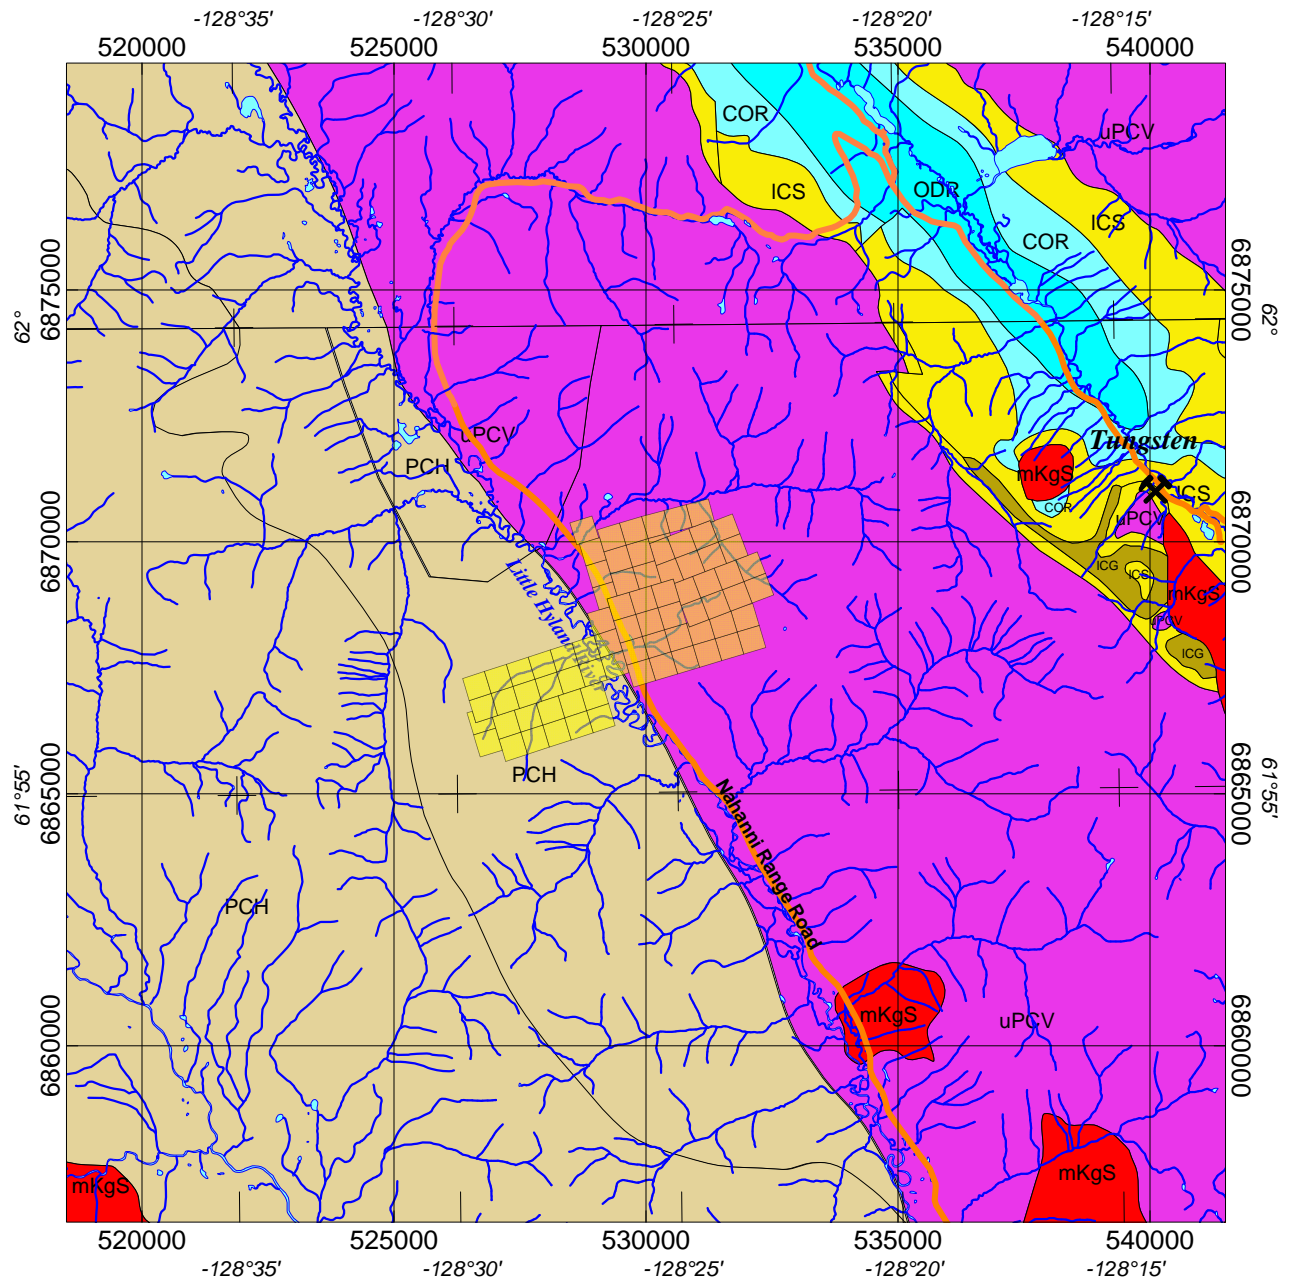 -128°35' -128°30' -128°25' -128°20' -128°15'
520000 525000 530000 535000 540000
COR
uPCV
ICS
ODR
ICS
COR
6875000
6875000
62°
62°
uPCV
Tungsten
PCH
mKgS
ICS
COR
uPCV
6870000
6870000
Little Hyland River
ICG
ICS
mKgS
uPCV
ICG
PCH
61°55'
6865000
6865000
61°55'
Nahanni Range Road
PCH
mKgS
uPCV
6860000
6860000
mKgS
mKgS
520000 525000 530000 535000 540000
-128°35' -128°30' -128°25' -128°20' -128°15'